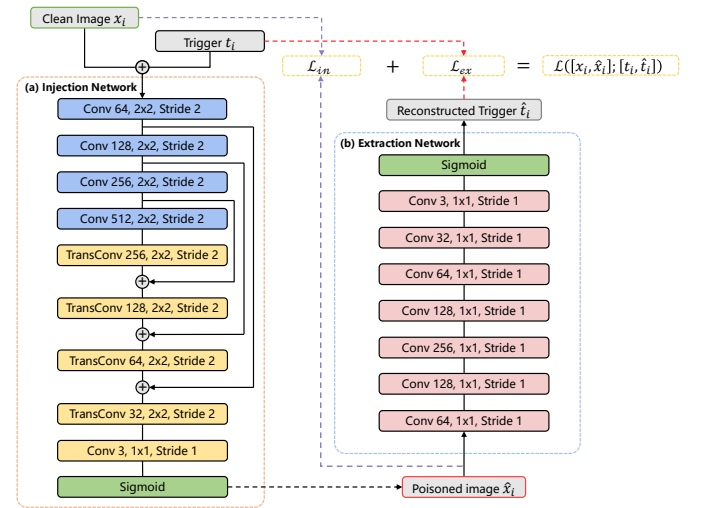 Clean Image xᵢ
Trigger tᵢ
ℒᵢₙ + ℒₑₓ = ℒ([xᵢ, x̂ᵢ]; [tᵢ, t̂ᵢ])
(a) Injection Network
Conv 64, 2x2, Stride 2
Conv 128, 2x2, Stride 2
Conv 256, 2x2, Stride 2
Conv 512, 2x2, Stride 2
TransConv 256, 2x2, Stride 2
TransConv 128, 2x2, Stride 2
TransConv 64, 2x2, Stride 2
TransConv 32, 2x2, Stride 2
Conv 3, 1x1, Stride 1
Sigmoid
Reconstructed Trigger t̂ᵢ
(b) Extraction Network
Sigmoid
Conv 3, 1x1, Stride 1
Conv 32, 1x1, Stride 1
Conv 64, 1x1, Stride 1
Conv 128, 1x1, Stride 1
Conv 256, 1x1, Stride 1
Conv 128, 1x1, Stride 1
Conv 64, 1x1, Stride 1
Poisoned image x̂ᵢ